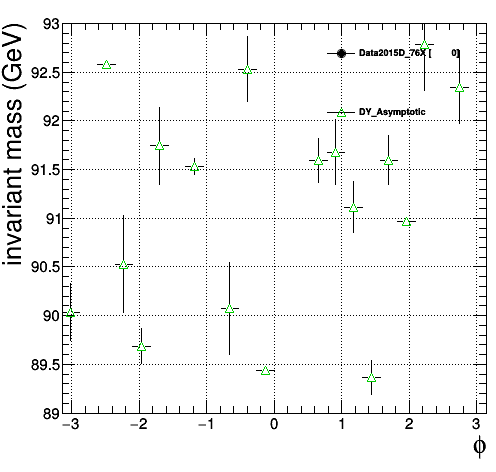 invariant mass (GeV)
93
92.5
92
91.5
91
90.5
90
89.5
89
Data2015D_76X [ 0]
DY_Asymptotic
−3 −2 −1 0 1 2 3
ϕ